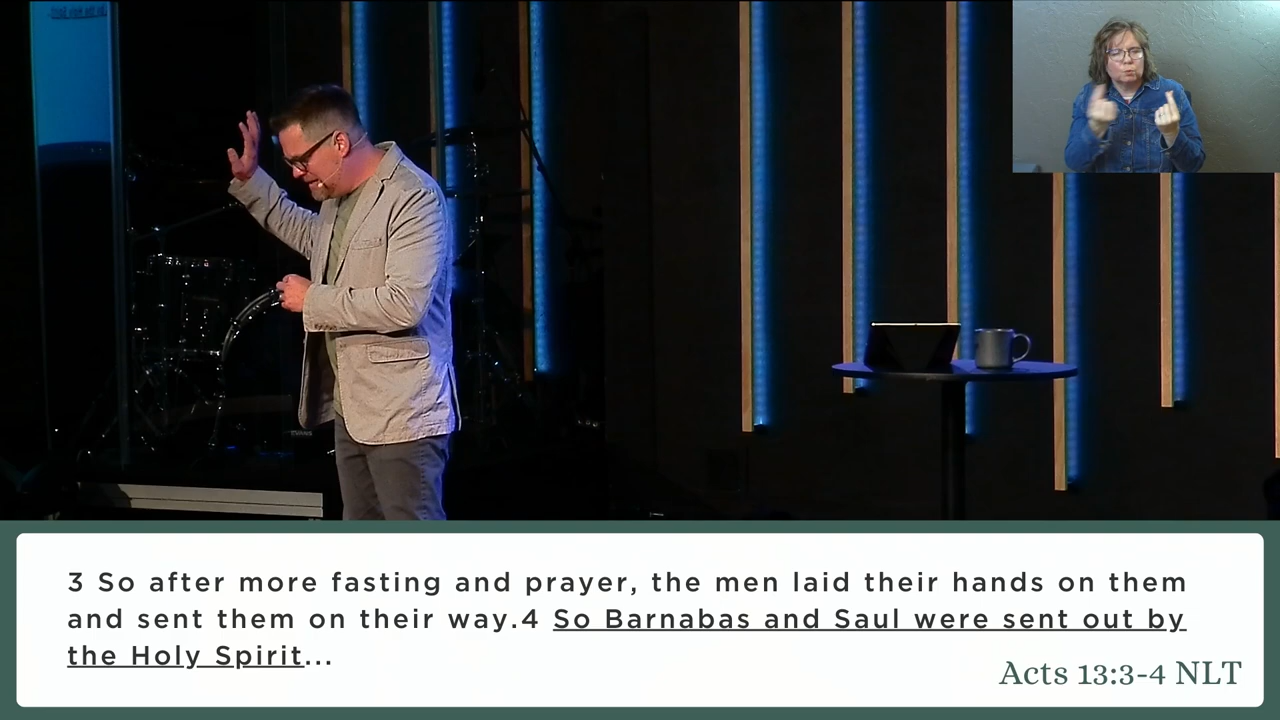 3 So after more fasting and prayer, the men laid their hands on them
and sent them on their way.4 So Barnabas and Saul were sent out by
the Holy Spirit...
Acts 13:3-4 NLT